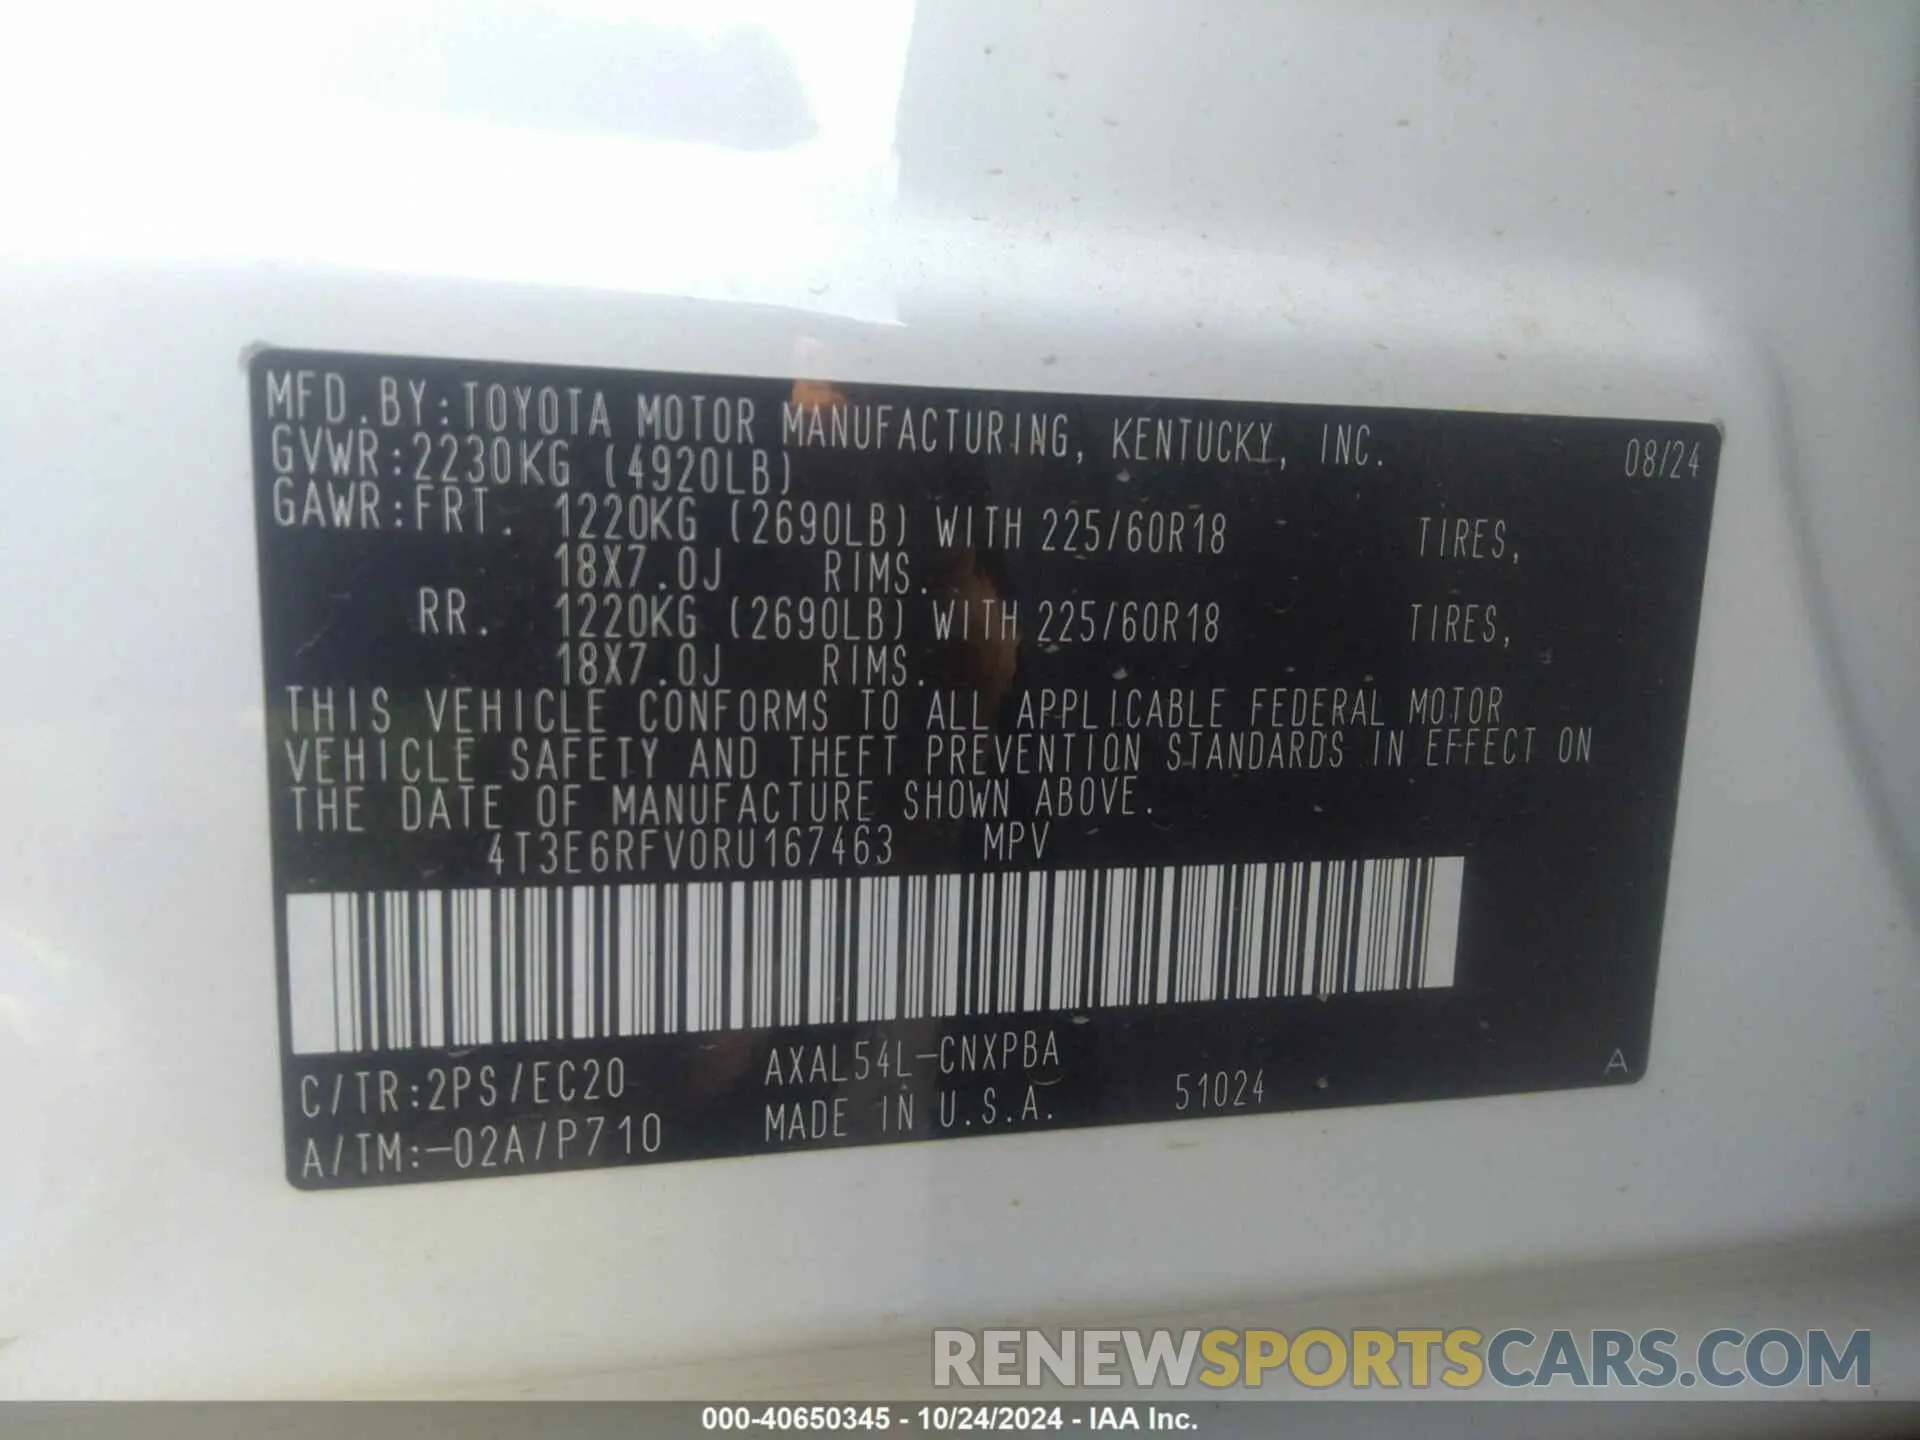 MFD.BY:TOYOTA MOTOR MANUFACTURING, KENTUCKY, INC. 08/24
GVWR:2230KG (4920LB)
GAWR:FRT. 1220KG (2690LB) WITH 225/60R18 TIRES,
18X7.0J RIMS.
RR. 1220KG (2690LB) WITH 225/60R18 TIRES,
18X7.0J RIMS.
THIS VEHICLE CONFORMS TO ALL APPLICABLE FEDERAL MOTOR
VEHICLE SAFETY AND THEFT PREVENTION STANDARDS IN EFFECT ON
THE DATE OF MANUFACTURE SHOWN ABOVE.
4T3E6RFV0RU167463 MPV
C/TR:2PS/EC20 AXAL54L-CNXPBA A
A/TM:-02A/P710 MADE IN U.S.A. 51024
RENEWSPORTSCARS.COM
000-40650345 - 10/24/2024 - IAA Inc.